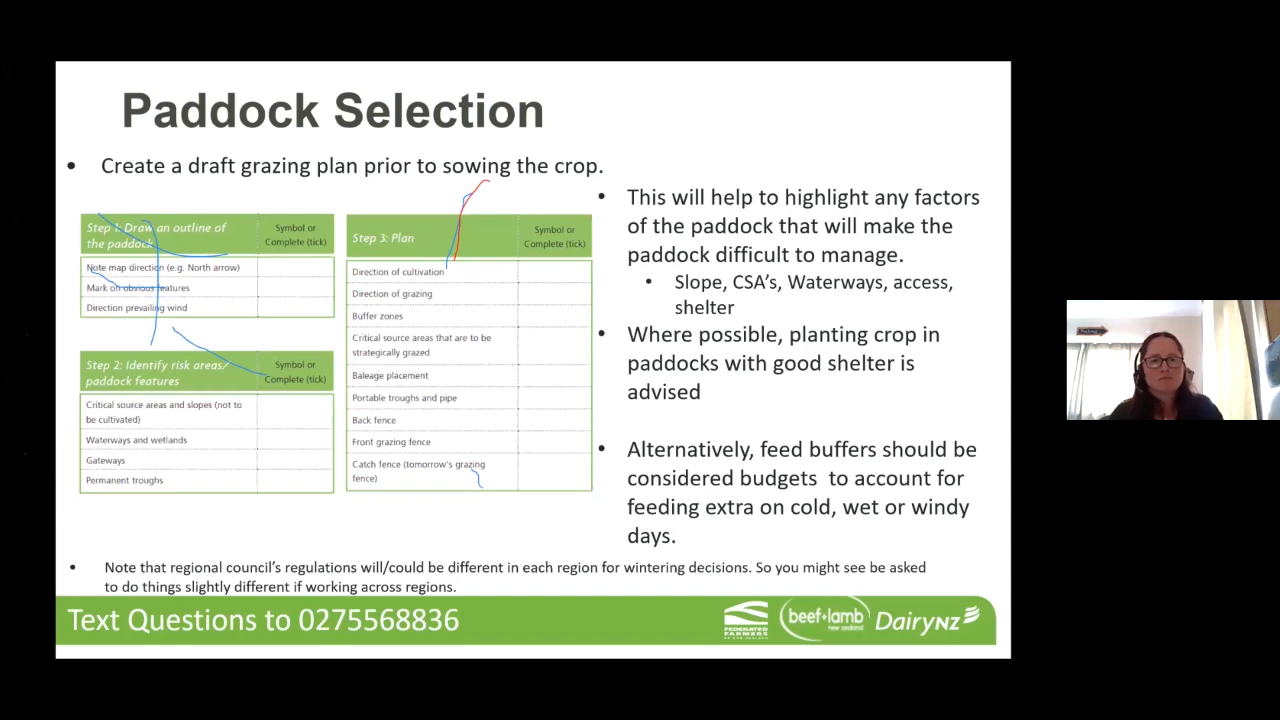 Paddock Selection
• Create a draft grazing plan prior to sowing the crop.
Step 1: Draw an outline of
the paddock
Symbol or
Complete (tick)
Note map direction (e.g. North arrow)
Mark on obvious features
Direction prevailing wind
Step 2: Identify risk areas/
paddock features
Symbol or
Complete (tick)
Critical source areas and slopes (not to
be cultivated)
Waterways and wetlands
Gateways
Permanent troughs
Step 3: Plan
Symbol or
Complete (tick)
Direction of cultivation
Direction of grazing
Buffer zones
Critical source areas that are to be
strategically grazed
Baleage placement
Portable troughs and pipe
Back fence
Front grazing fence
Catch fence (tomorrow's grazing
fence)
• This will help to highlight any factors
of the paddock that will make the
paddock difficult to manage.
• Slope, CSA's, Waterways, access,
shelter
• Where possible, planting crop in
paddocks with good shelter is
advised
• Alternatively, feed buffers should be
considered budgets to account for
feeding extra on cold, wet or windy
days.
• Note that regional council's regulations will/could be different in each region for wintering decisions. So you might see be asked
to do things slightly different if working across regions.
Text Questions to 0275568836
FEDERATED
FARMERS
OF NEW ZEALAND
beef+lamb
new zealand
DairyNZ